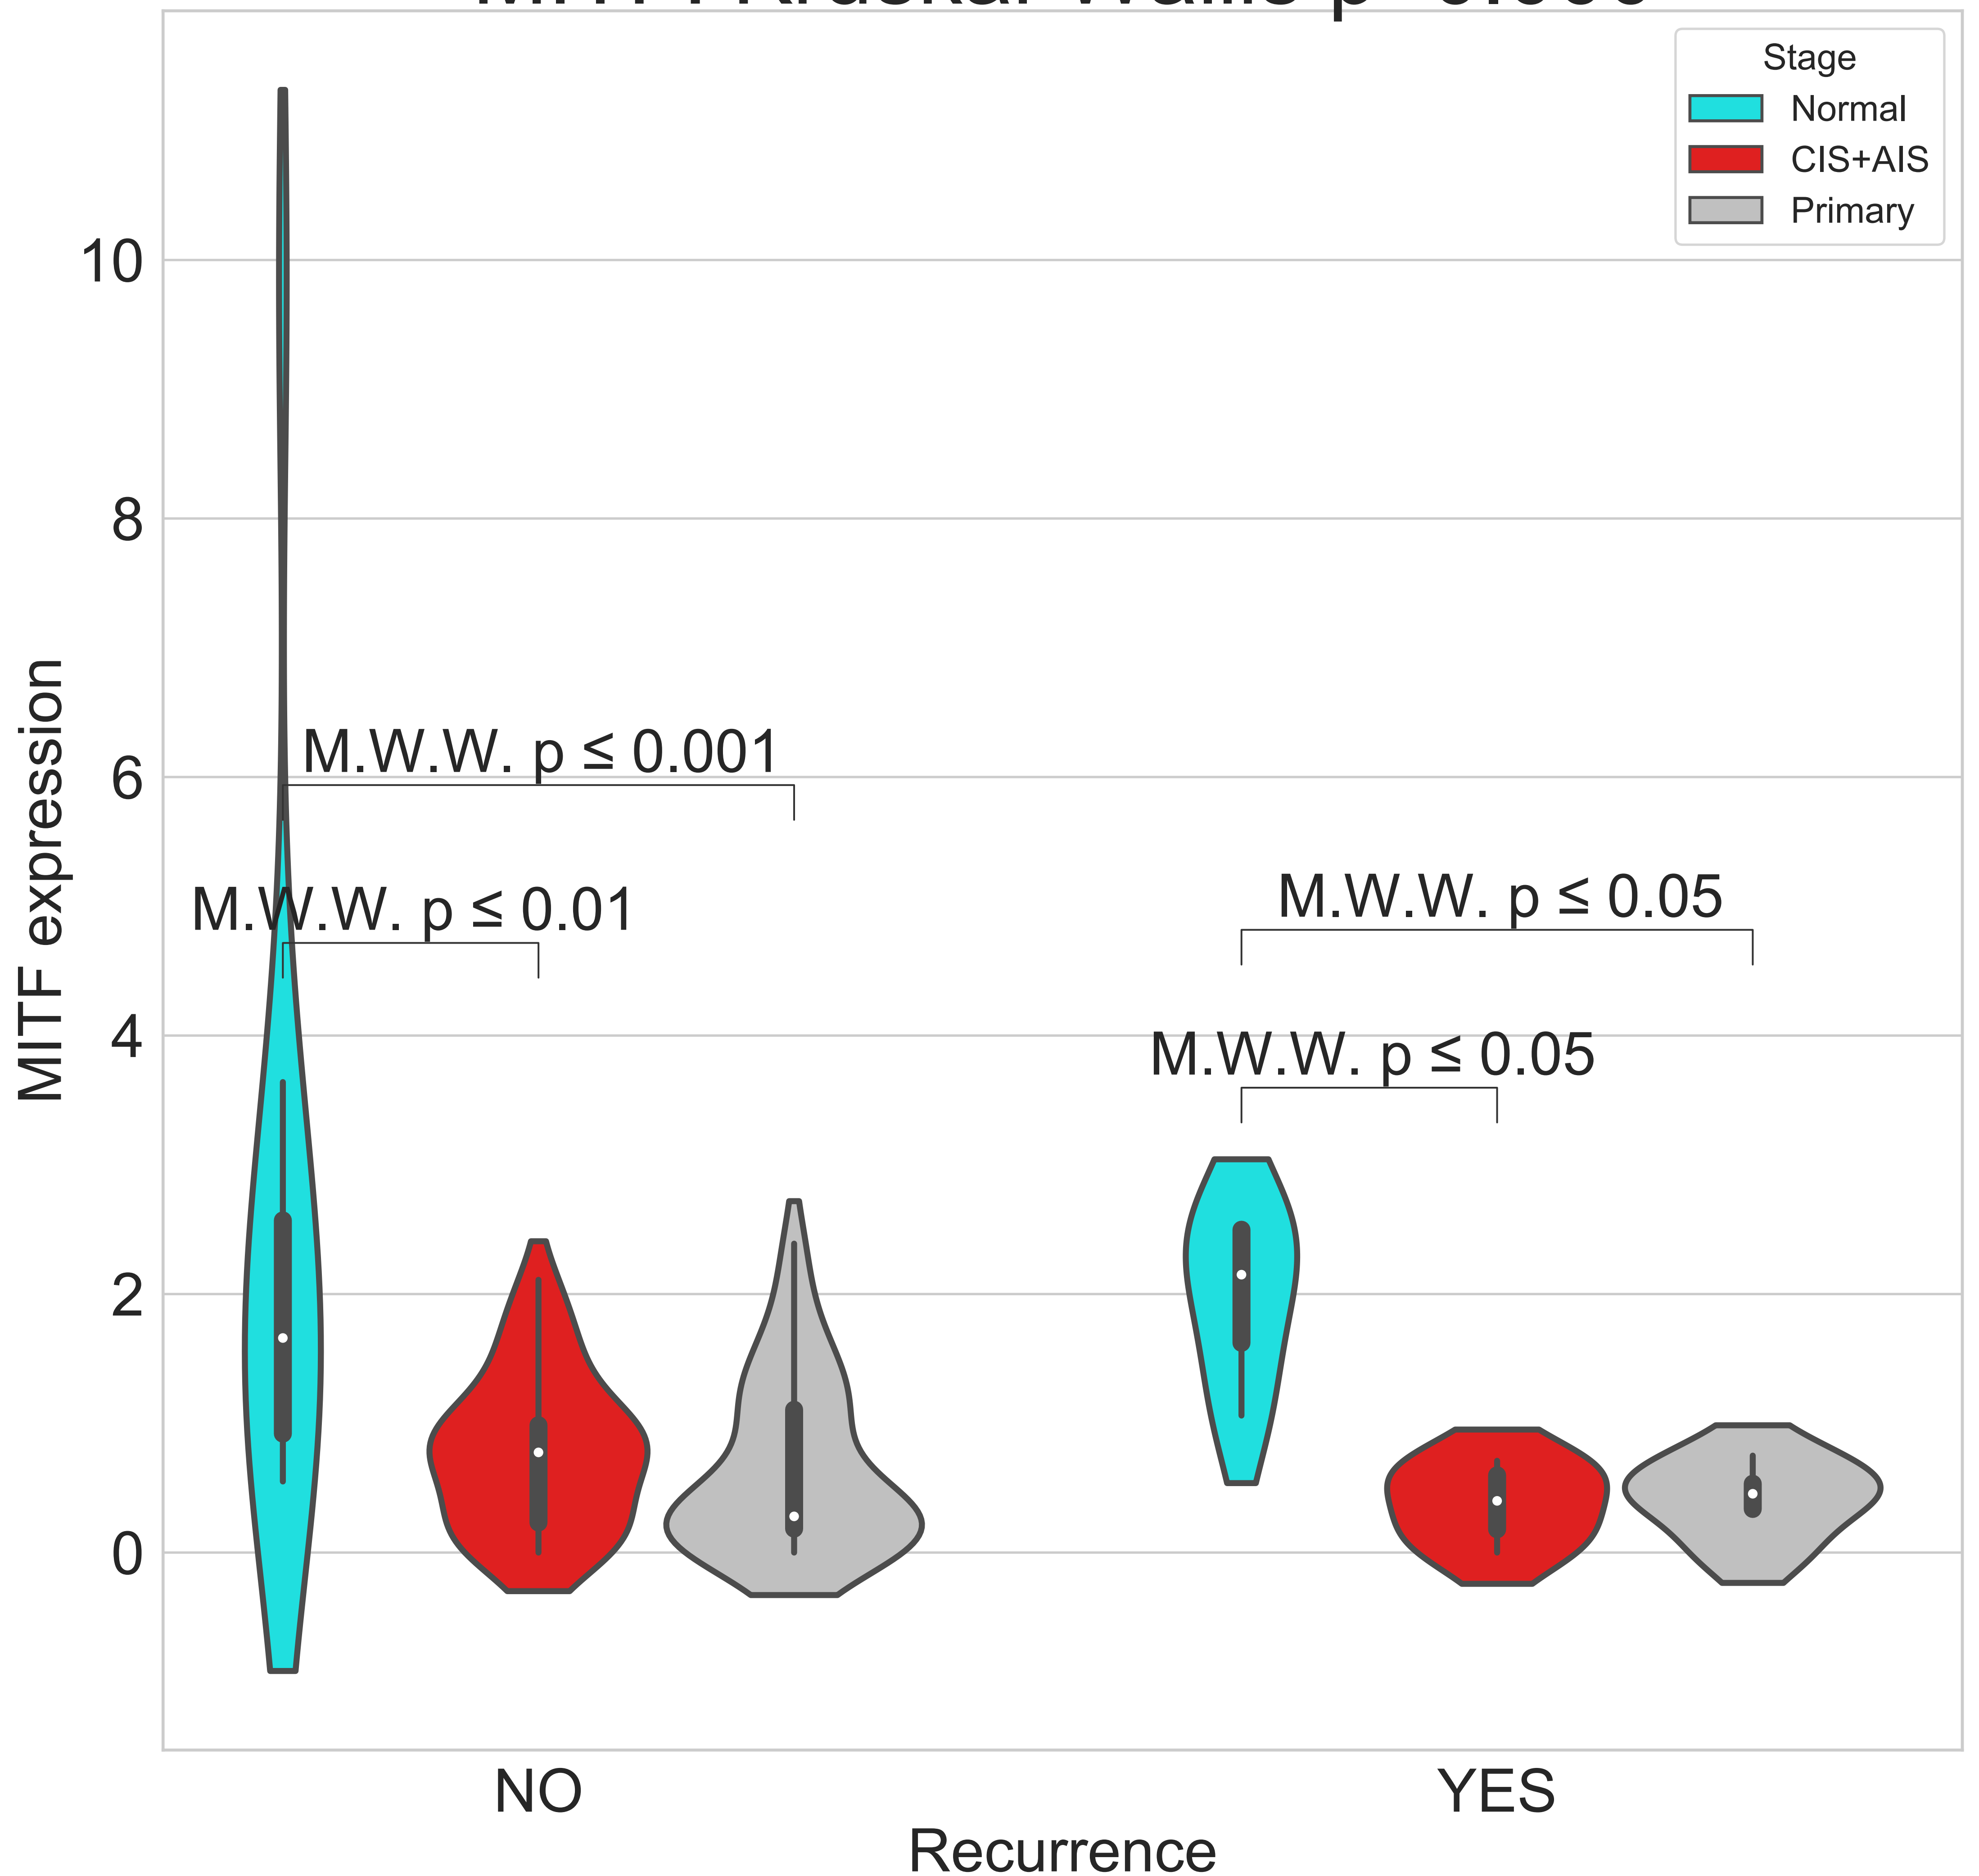 Stage
Normal
CIS+AIS
Primary
10
8
6
4
2
0
MITF expression
M.W.W. p ≤ 0.001
M.W.W. p ≤ 0.01
M.W.W. p ≤ 0.05
M.W.W. p ≤ 0.05
NO
YES
Recurrence